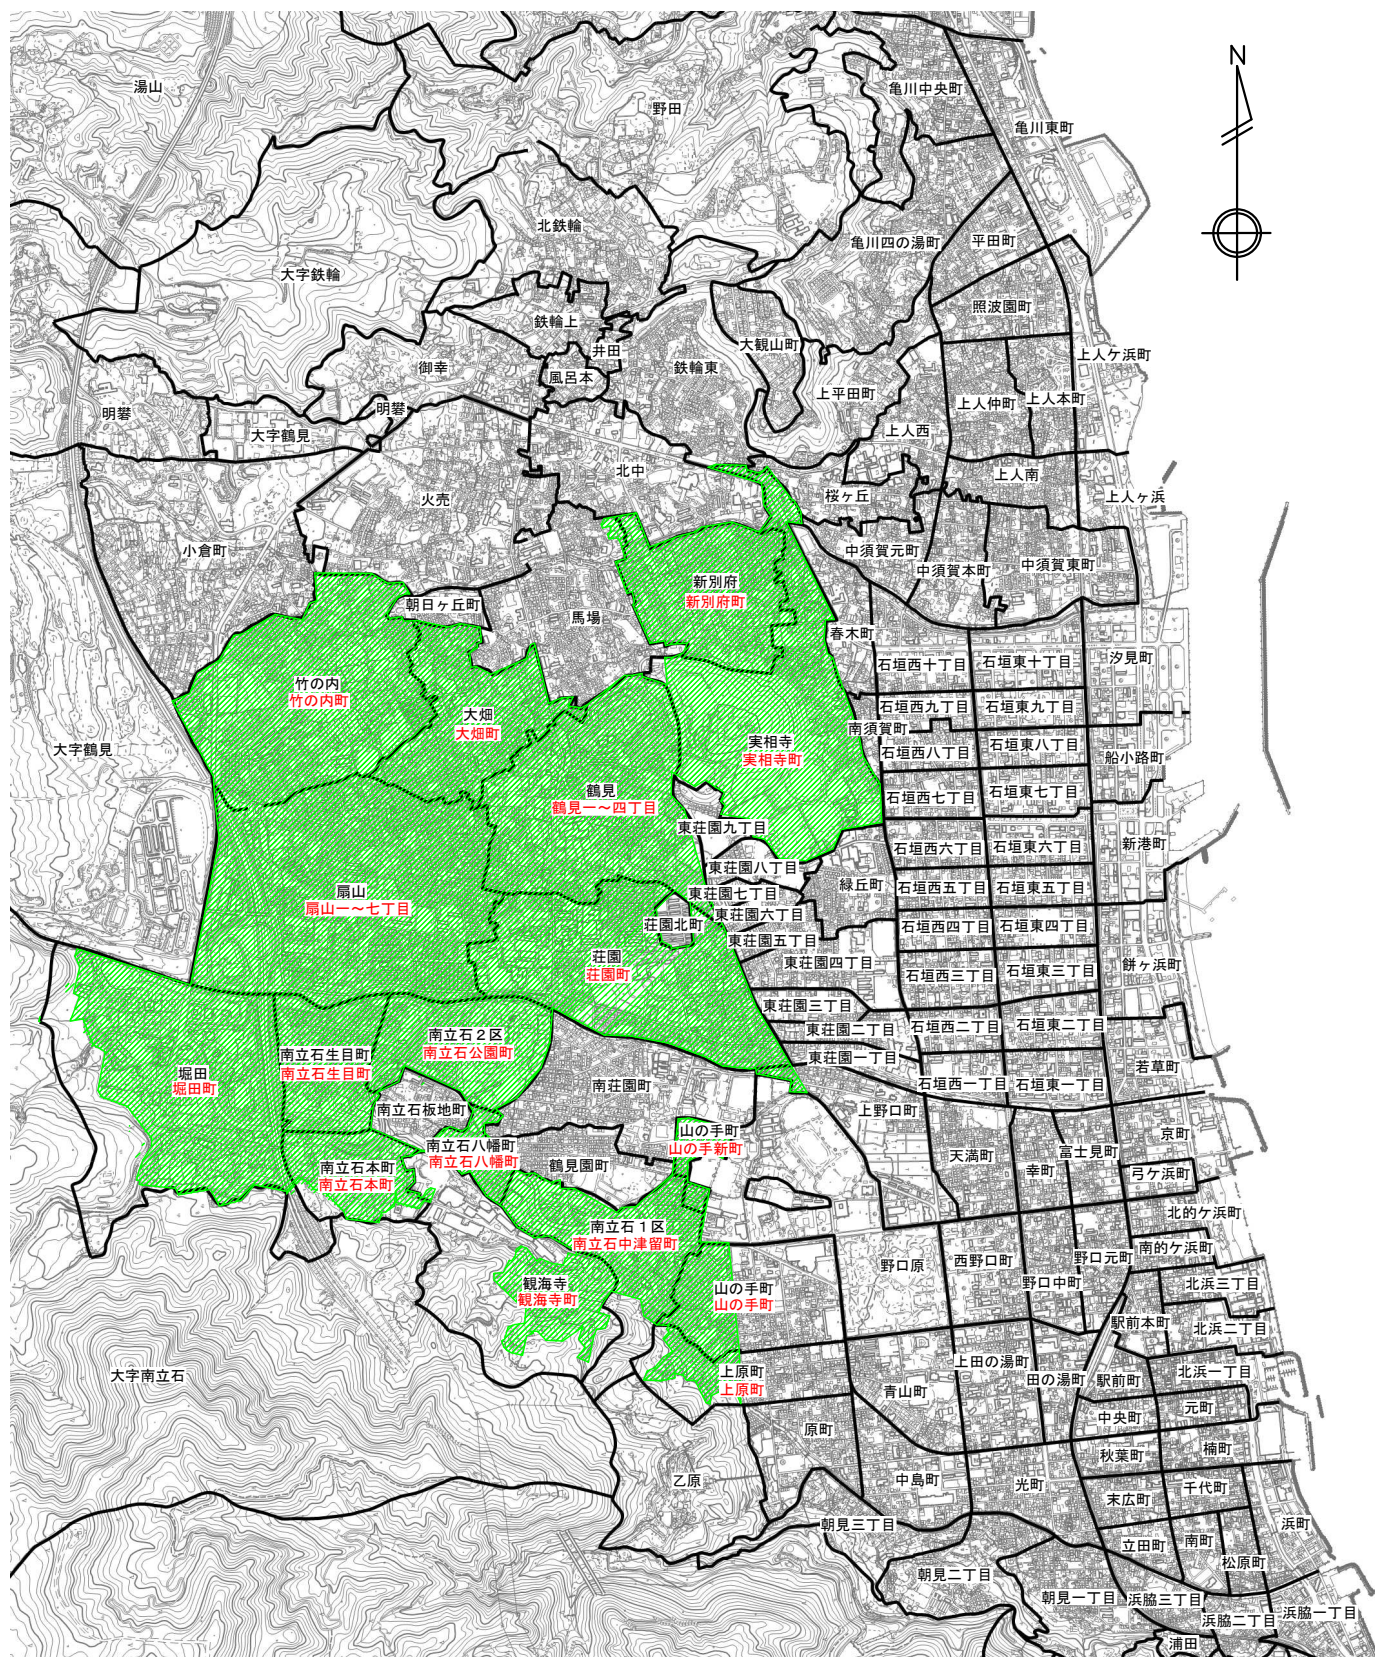 N
湯山
野田
亀川中央町
亀川東町
北鉄輪
亀川四の湯町
平田町
大字鉄輪
照波園町
鉄輪上
井田
大観山町
上人ケ浜町
御幸
風呂本
鉄輪東
上平田町
上人仲町
上人本町
明礬
明礬
大字鶴見
上人西
北中
上人南
火売
桜ヶ丘
上人ヶ浜
小倉町
中須賀元町
中須賀本町
中須賀東町
新別府
新別府町
朝日ヶ丘町
馬場
春木町
石垣西十丁目
石垣東十丁目
汐見町
竹の内
竹の内町
大畑
大畑町
石垣西九丁目
石垣東九丁目
南須賀町
実相寺
実相寺町
大字鶴見
石垣西八丁目
石垣東八丁目
船小路町
鶴見
鶴見一～四丁目
石垣西七丁目
石垣東七丁目
東荘園九丁目
石垣西六丁目
石垣東六丁目
新港町
東荘園八丁目
緑丘町
石垣西五丁目
石垣東五丁目
扇山
扇山一～七丁目
東荘園七丁目
東荘園六丁目
荘園北町
石垣西四丁目
石垣東四丁目
東荘園五丁目
荘園
荘園町
東荘園四丁目
石垣西三丁目
石垣東三丁目
餅ヶ浜町
東荘園三丁目
東荘園二丁目
石垣西二丁目
石垣東二丁目
南立石２区
南立石公園町
南立石生目町
南立石生目町
東荘園一丁目
若草町
堀田
堀田町
南荘園町
石垣西一丁目
石垣東一丁目
南立石板地町
上野口町
南立石八幡町
南立石八幡町
山の手町
山の手新町
天満町
幸町
富士見町
京町
南立石本町
南立石本町
鶴見園町
弓ケ浜町
北的ケ浜町
南立石１区
南立石中津留町
野口原
西野口町
野口中町
野口元町
南的ケ浜町
観海寺
観海寺町
山の手町
山の手町
北浜三丁目
駅前本町
北浜二丁目
大字南立石
上原町
上原町
上田の湯町
田の湯町
駅前町
北浜一丁目
青山町
中央町
元町
原町
秋葉町
楠町
乙原
中島町
光町
末広町
千代町
朝見三丁目
浜町
立田町
南町
松原町
朝見二丁目
朝見一丁目
浜脇三丁目
浜脇二丁目
浜脇一丁目
浦田